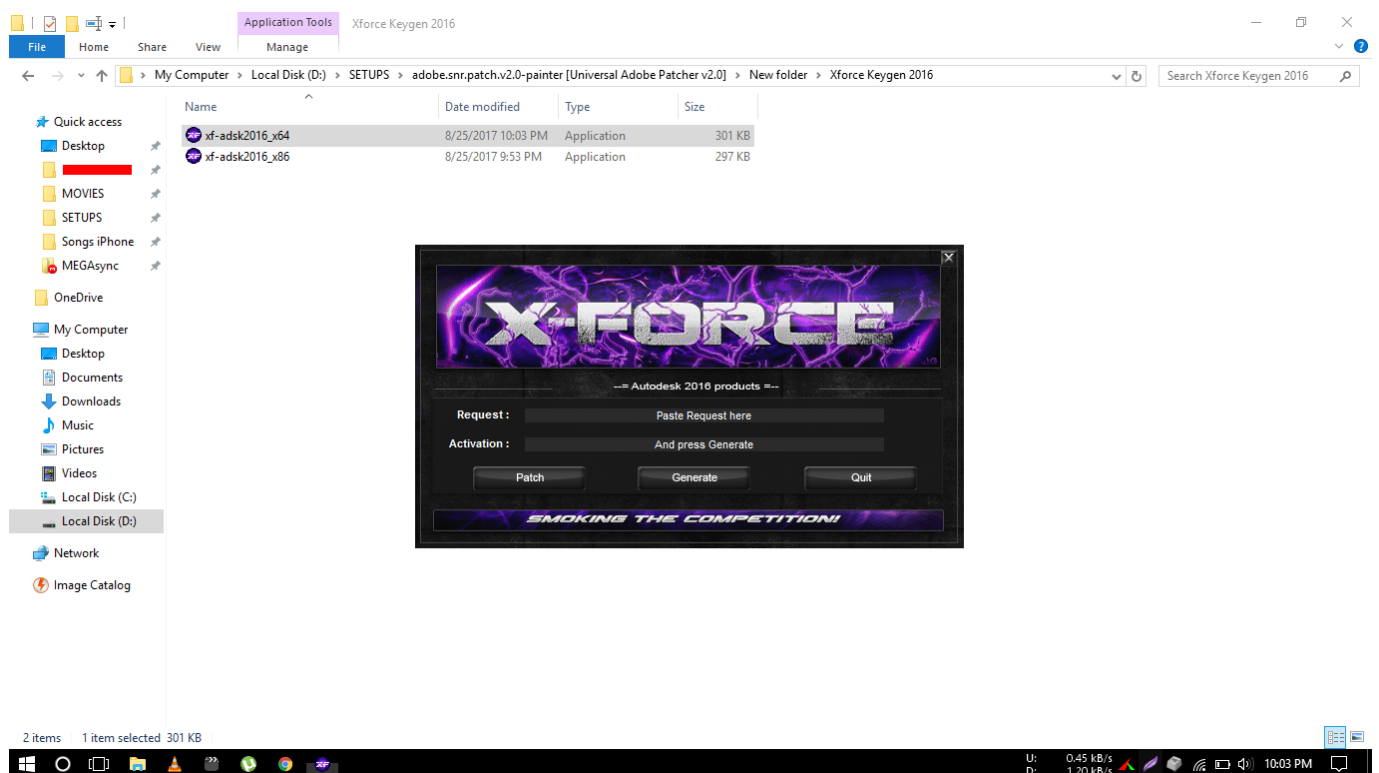 Application Tools
Xforce Keygen 2016
File
Home
Share
View
Manage
My Computer
Local Disk (D:)
SETUPS
adobe.snr.patch.v2.0-painter [Universal Adobe Patcher v2.0]
New folder
Xforce Keygen 2016
Search Xforce Keygen 2016
Name
Date modified
Type
Size
Quick access
Desktop
MOVIES
SETUPS
Songs iPhone
MEGAsync
OneDrive
My Computer
Desktop
Documents
Downloads
Music
Pictures
Videos
Local Disk (C:)
Local Disk (D:)
Network
Image Catalog
xf-adsk2016_x64 8/25/2017 10:03 PM Application 301 KB
xf-adsk2016_x86 8/25/2017 9:53 PM Application 297 KB
X-FORCE
--= Autodesk 2016 products =--
Request : Paste Request here
Activation : And press Generate
Patch
Generate
Quit
SMOKING THE COMPETITION!
2 items
1 item selected 301 KB
U: 0.45 kB/s
D: 1.20 kB/s
10:03 PM